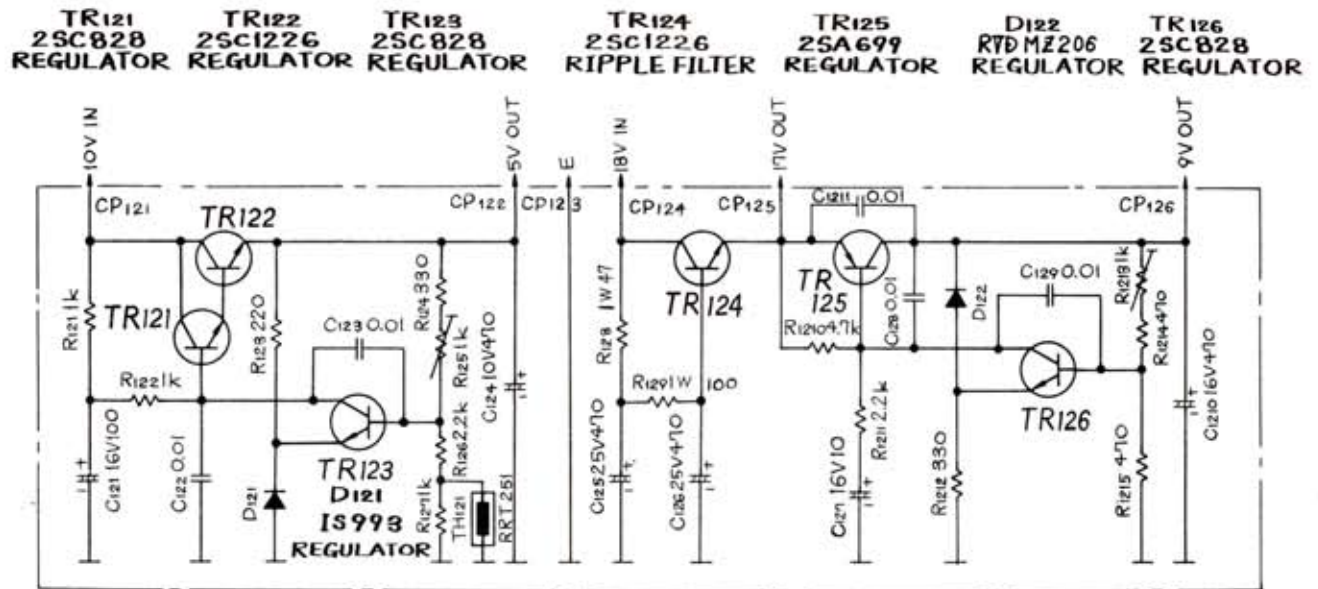 TR121 TR122 TR123 TR124 TR125 D122 TR126
2SC828 2SC1226 2SC828 2SC1226 2SA699 RVD MZ206 2SC828
REGULATOR REGULATOR REGULATOR RIPPLE FILTER REGULATOR REGULATOR REGULATOR
10V IN
5V OUT
E
18V IN
17V OUT
9V OUT
CP121
CP122
CP123
CP124
CP125
C1211 0.01
CP126
TR122
TR121
R121 1k
R122 1k
R123 220
C123 0.01
R124 330
R125 1k
C124 10V470
R126 2.2k
C121 16V100
C122 0.01
D121
TR123
D121
IS993
REGULATOR
R127 1k
TH121
RRT251
TR124
R128 1W 47
R129 1W 100
C125 25V470
C126 25V470
TR
125
R1210 4.7k
C128 0.01
D122
C129 0.01
R1213 1k
R1214 470
TR126
R1211 2.2k
C127 16V10
R1212 330
R1215 470
C1210 16V470